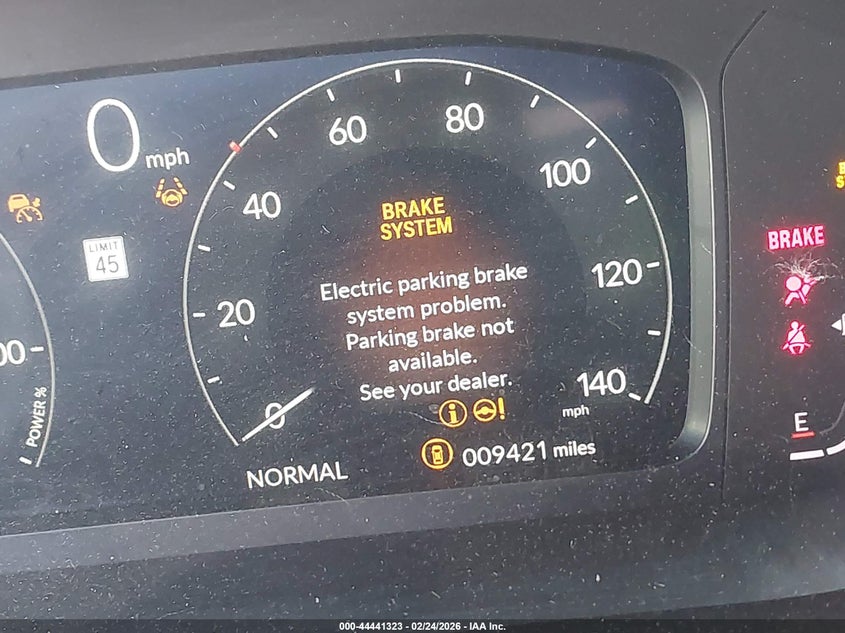 0 mph
LIMIT
45
00
POWER %
0
20
40
60
80
100
120
140
mph
BRAKE
SYSTEM
Electric parking brake
system problem.
Parking brake not
available.
See your dealer.
009421 miles
NORMAL
BRAKE
E
000-44441323 - 02/24/2026 - IAA Inc.